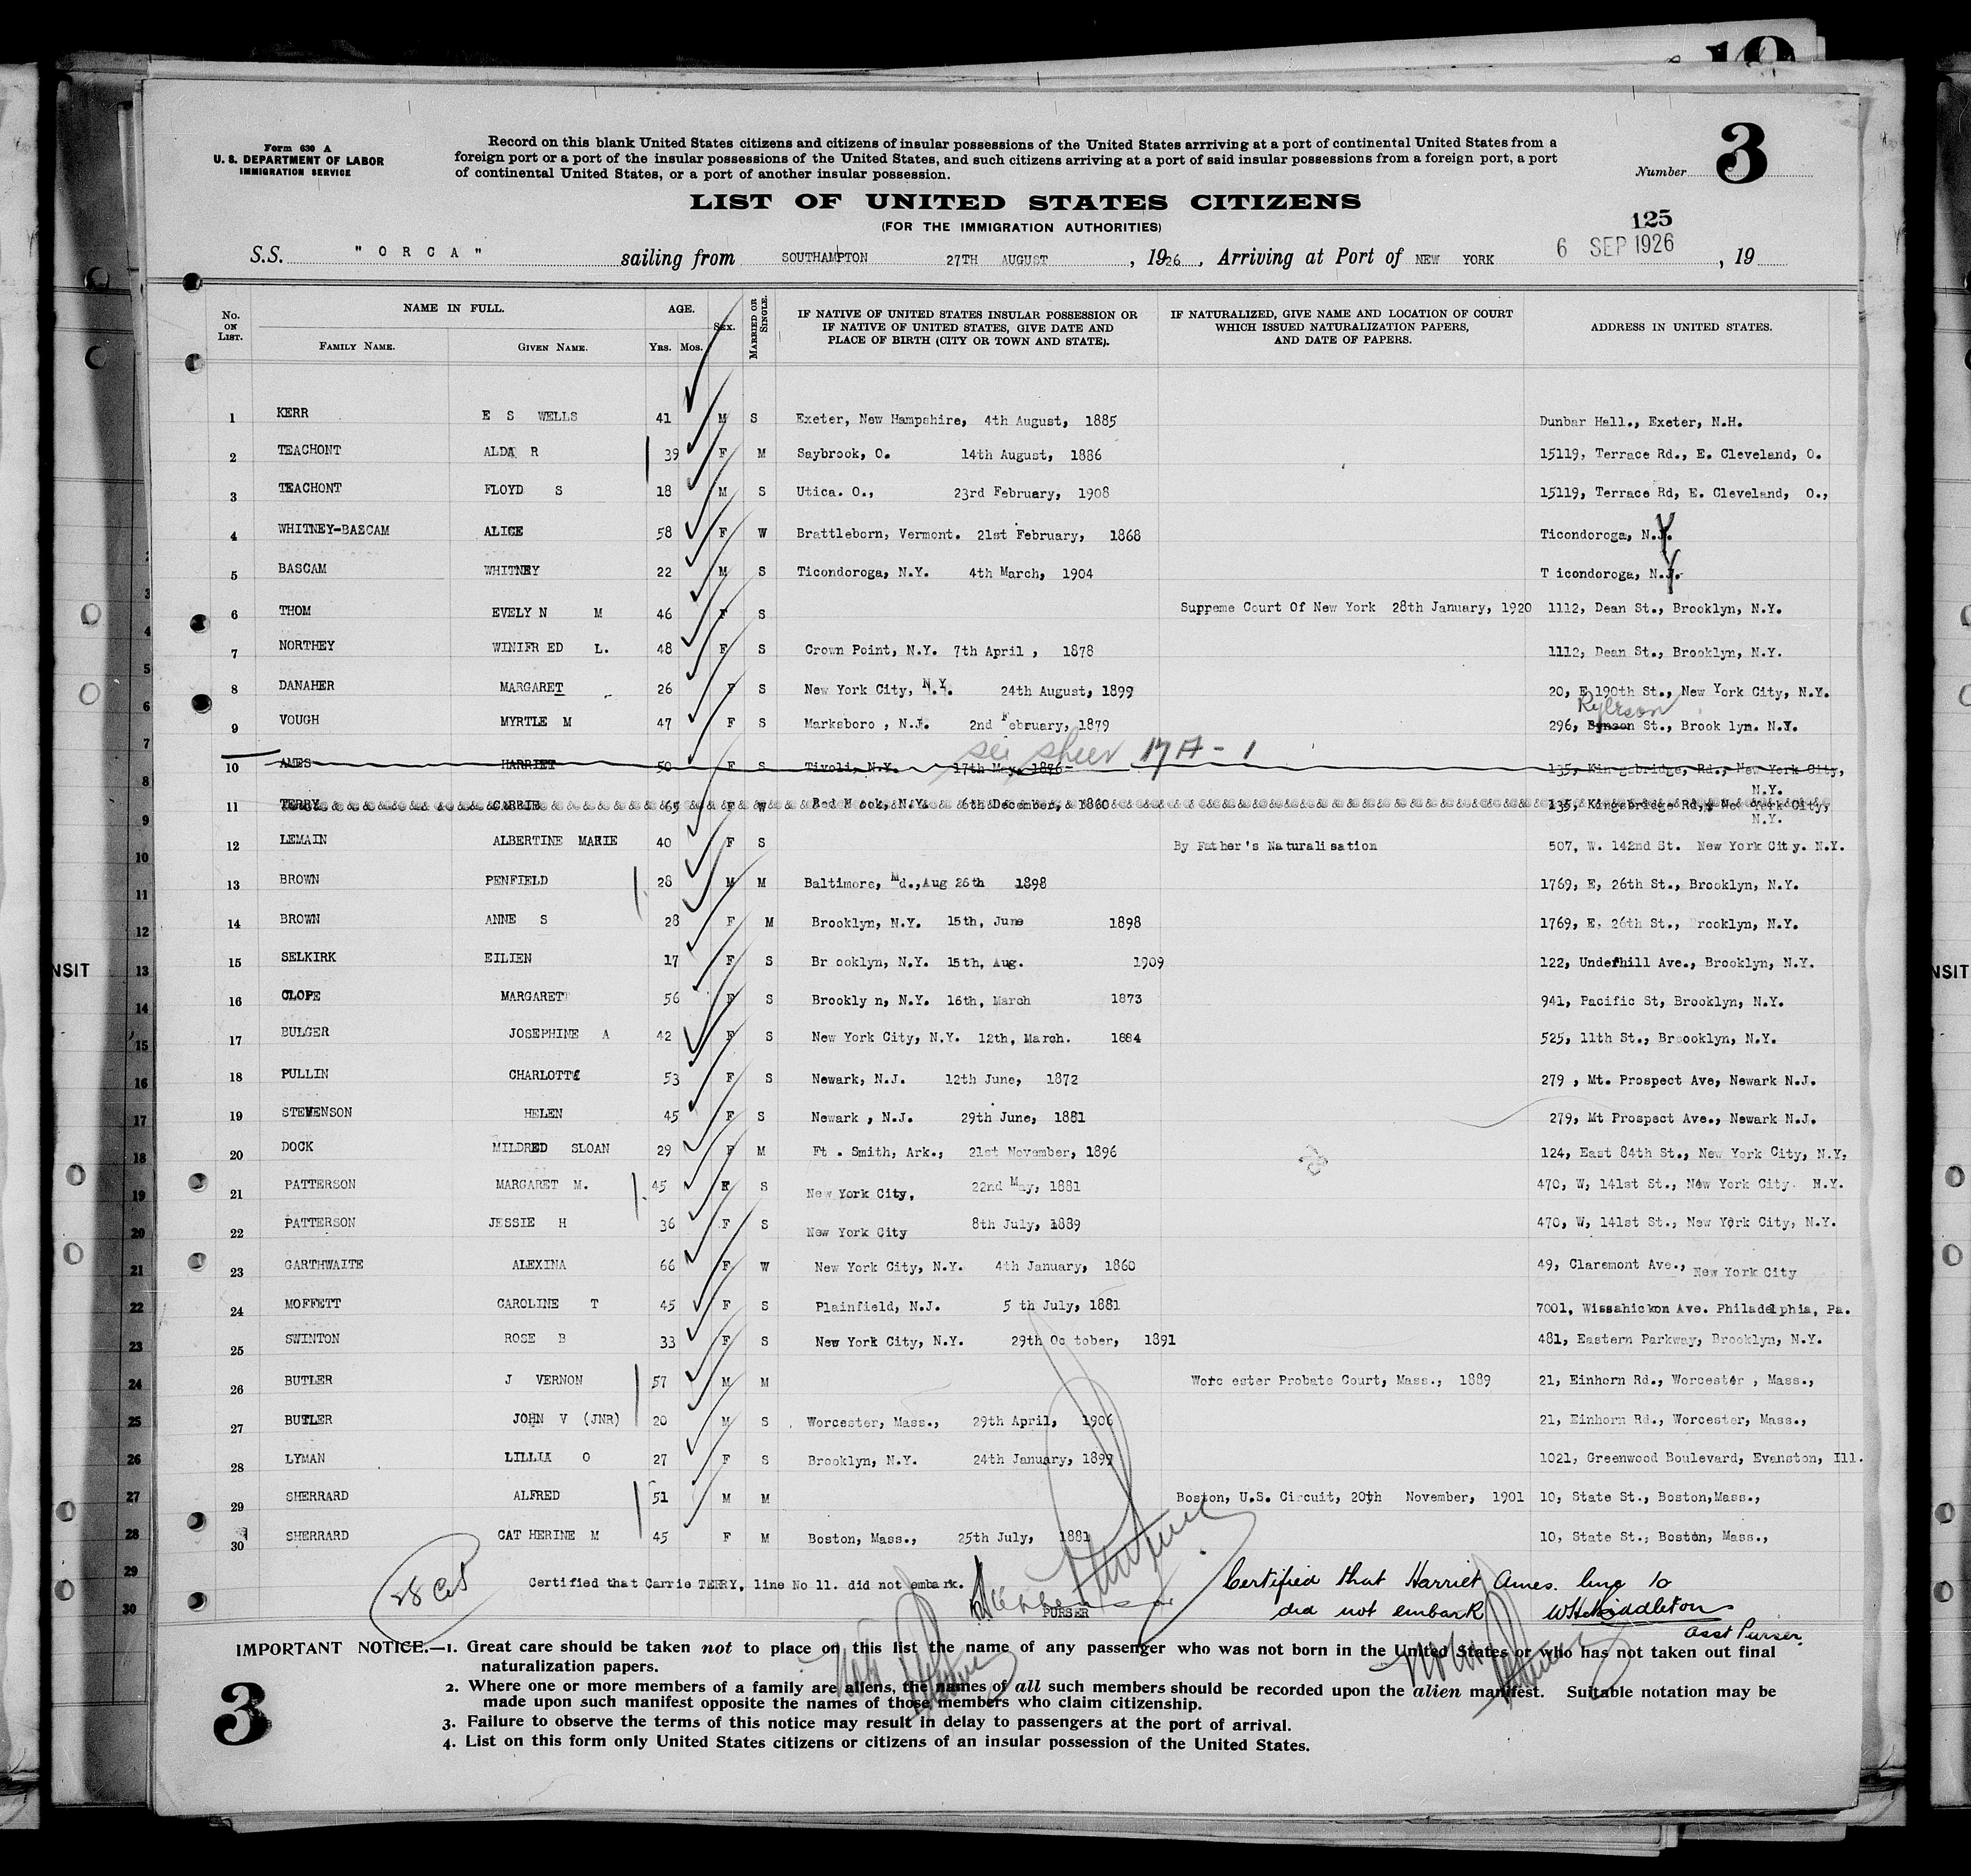 Form 630 A
U. S. DEPARTMENT OF LABOR
IMMIGRATION SERVICE
Record on this blank United States citizens and citizens of insular possessions of the United States arrriving at a port of continental United States from a
foreign port or a port of the insular possessions of the United States, and such citizens arriving at a port of said insular possessions from a foreign port, a port
of continental United States, or a port of another insular possession.
Number 3
LIST OF UNITED STATES CITIZENS
(FOR THE IMMIGRATION AUTHORITIES)
125
S.S. "ORCA" sailing from SOUTHAMPTON 27TH AUGUST, 1926, Arriving at Port of NEW YORK 6 SEP 1926, 19
No. ON LIST. NAME IN FULL. FAMILY NAME. GIVEN NAME. AGE. YRS. MOS. SEX. MARRIED OR SINGLE. IF NATIVE OF UNITED STATES INSULAR POSSESSION OR IF NATIVE OF UNITED STATES, GIVE DATE AND PLACE OF BIRTH (CITY OR TOWN AND STATE). IF NATURALIZED, GIVE NAME AND LOCATION OF COURT WHICH ISSUED NATURALIZATION PAPERS, AND DATE OF PAPERS. ADDRESS IN UNITED STATES.
1 KERR E S WELLS 41 M S Exeter, New Hampshire, 4th August, 1885 Dunbar Hall., Exeter, N.H.
2 TEACHONT ALDA R 39 F M Saybrook, O. 14th August, 1886 15119, Terrace Rd., E. Cleveland, O.
3 TEACHONT FLOYD S 18 M S Utica. O., 23rd February, 1908 15119, Terrace Rd, E. Cleveland, O.,
4 WHITNEY-BASCAM ALICE 58 F W Brattleborn, Vermont. 21st February, 1868 Ticondoroga, N.Y.
5 BASCAM WHITNEY 22 M S Ticondoroga, N.Y. 4th March, 1904 T icondoroga, N.Y.
6 THOM EVELY N M 46 F S Supreme Court Of New York 28th January, 1920 1112, Dean St., Brooklyn, N.Y.
7 NORTHEY WINIFR ED L. 48 F S Crown Point, N.Y. 7th April , 1878 1112, Dean St., Brooklyn, N.Y.
8 DANAHER MARGARET 26 F S New York City, N.Y. 24th August, 1899 20, E 190th St., New York City, N.Y.
Ryerson
9 VOUGH MYRTLE M 47 F S Marksboro , N.J. 2nd February, 1879 296, Bynson St., Brook lyn. N.Y.
see sheet 17A - 1
10 AMES HARRIET 50 F S Tivoli, N.Y. 17th May, 1876 135, Kin gsbridge, Rd., New York City,
N.Y.
11 TERRY CARRIE 65 F W Red H ook, N.Y. 6th December, 1860 135, Kingsbridge Rd., New York City,
N.Y.
12 LEMAIN ALBERTINE MARIE 40 F S By Father's Naturalisation 507, W. 142nd St. New York City. N.Y.
13 BROWN PENFIELD 28 M M Baltimore, Md.,Aug 26th 1898 1769, E, 26th St., Brooklyn, N.Y.
14 BROWN ANNE S 28 F M Brooklyn, N.Y. 15th, June 1898 1769, E, 26th St., Brooklyn, N.Y.
15 SELKIRK EILIEN 17 F S Br ooklyn, N.Y. 15th, Aug. 1909 122, Underhill Ave., Brooklyn, N.Y.
16 CLOPE MARGARET 56 F S Brookly n, N.Y. 16th, March 1873 941, Pacific St, Brooklyn, N.Y.
17 BULGER JOSEPHINE A 42 F S New York City, N.Y. 12th, March. 1884 525, 11th St., Brsooklyn, N.Y.
18 PULLIN CHARLOTTE 53 F S Newark, N.J. 12th June, 1872 279 , Mt. Prospect Ave, Newark N.J.
19 STEVENSON HELEN 45 F S Newark , N.J. 29th June, 1881 279, Mt Prospect Ave., Newark N.J.
20 DOCK MILDRED SLOAN 29 F M Ft . Smith, Ark., 21st November, 1896 124, East 84th St., New York City, N.Y,
21 PATTERSON MARGARET M. 45 F S New York City, 22nd May, 1881 470, W, 141st St., New York City. N.Y.
22 PATTERSON JESSIE H 36 F S New York City 8th July, 1889 470, W, 141st St., New York City, N.Y.
23 GARTHWAITE ALEXINA 66 F W New York City, N.Y. 4th January, 1860 49, Claremont Ave., New York City
24 MOFFETT CAROLINE T 45 F S Plainfield, N.J. 5 th July, 1881 7001, Wissahickon Ave. Philadelphia, Pa.
25 SWINTON ROSE B 33 F S New York City, N.Y. 29th Oc tober, 1891 481, Eastern Parkway, Brooklyn, N.Y.
26 BUTLER J VERNON 57 M M Worc ester Probate Court, Mass., 1889 21, Einhorn Rd., Worcester , Mass.,
27 BUTLER JOHN V (JNR) 20 M S Worcester, Mass., 29th April, 1906 21, Einhorn Rd., Worcester, Mass.,
28 LYMAN LILLIA O 27 F S Brooklyn, N.Y. 24th January, 1899 1021, Greenwood Boulevard, Evanston, Ill.
29 SHERRARD ALFRED 51 M M Boston, U.S. Circuit, 20th November, 1901 10, State St., Boston,Mass.,
30 SHERRARD CAT HERINE M 45 F M Boston, Mass., 25th July, 1881 10, State St., Boston, Mass.,
Certified that Carrie TERRY, line No 11. did not embark.
PURSER
Certified that Harriet Ames. line 10
did not embark WH Middleton
Asst Purser.
IMPORTANT NOTICE.—1. Great care should be taken not to place on this list the name of any passenger who was not born in the United States or who has not taken out final
naturalization papers.
2. Where one or more members of a family are aliens, the names of all such members should be recorded upon the alien manifest. Suitable notation may be
made upon such manifest opposite the names of those members who claim citizenship.
3. Failure to observe the terms of this notice may result in delay to passengers at the port of arrival.
4. List on this form only United States citizens or citizens of an insular possession of the United States.
3